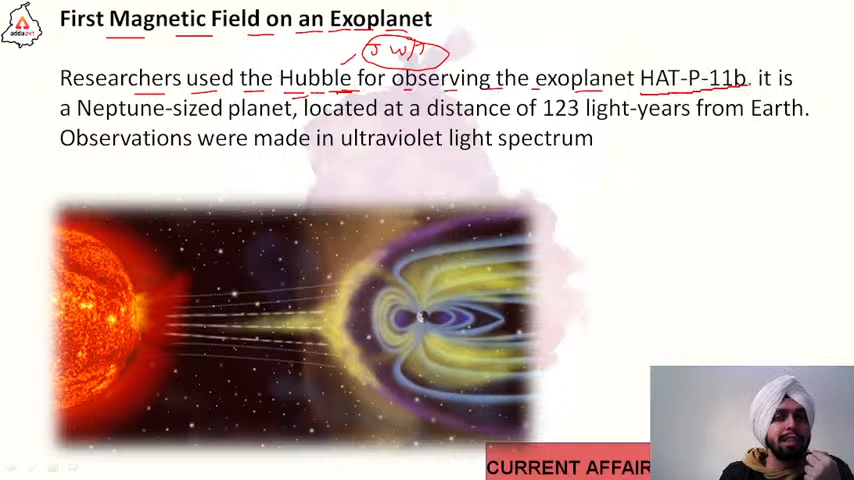 adda247
First Magnetic Field on an Exoplanet
J W
Researchers used the Hubble for observing the exoplanet HAT-P-11b. it is
a Neptune-sized planet, located at a distance of 123 light-years from Earth.
Observations were made in ultraviolet light spectrum
CURRENT AFFAIR